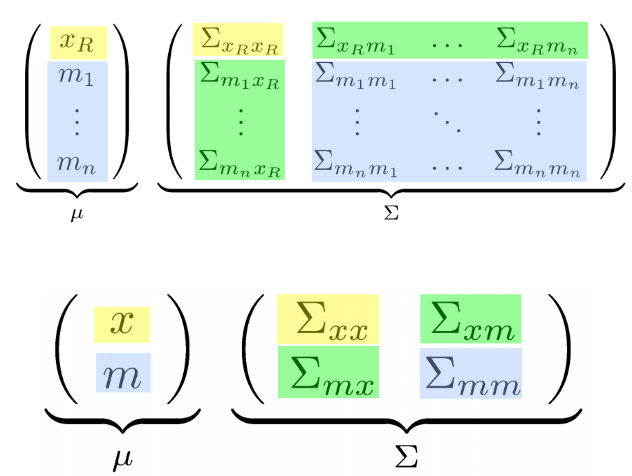 x_R Σ_{x_R x_R} Σ_{x_R m_1} … Σ_{x_R m_n}
m_1 Σ_{m_1 x_R} Σ_{m_1 m_1} … Σ_{m_1 m_n}
⋮ ⋮ ⋮ ⋱ ⋮
m_n Σ_{m_n x_R} Σ_{m_n m_1} … Σ_{m_n m_n}
μ Σ
x Σ_{xx} Σ_{xm}
m Σ_{mx} Σ_{mm}
μ Σ